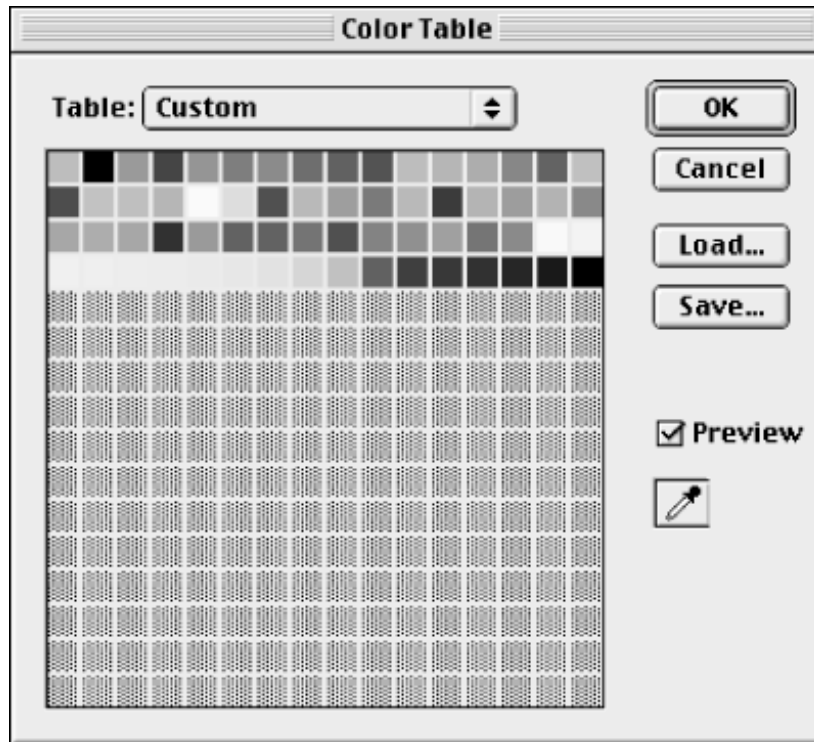 Color Table
Table: Custom
OK
Cancel
Load...
Save...
Preview